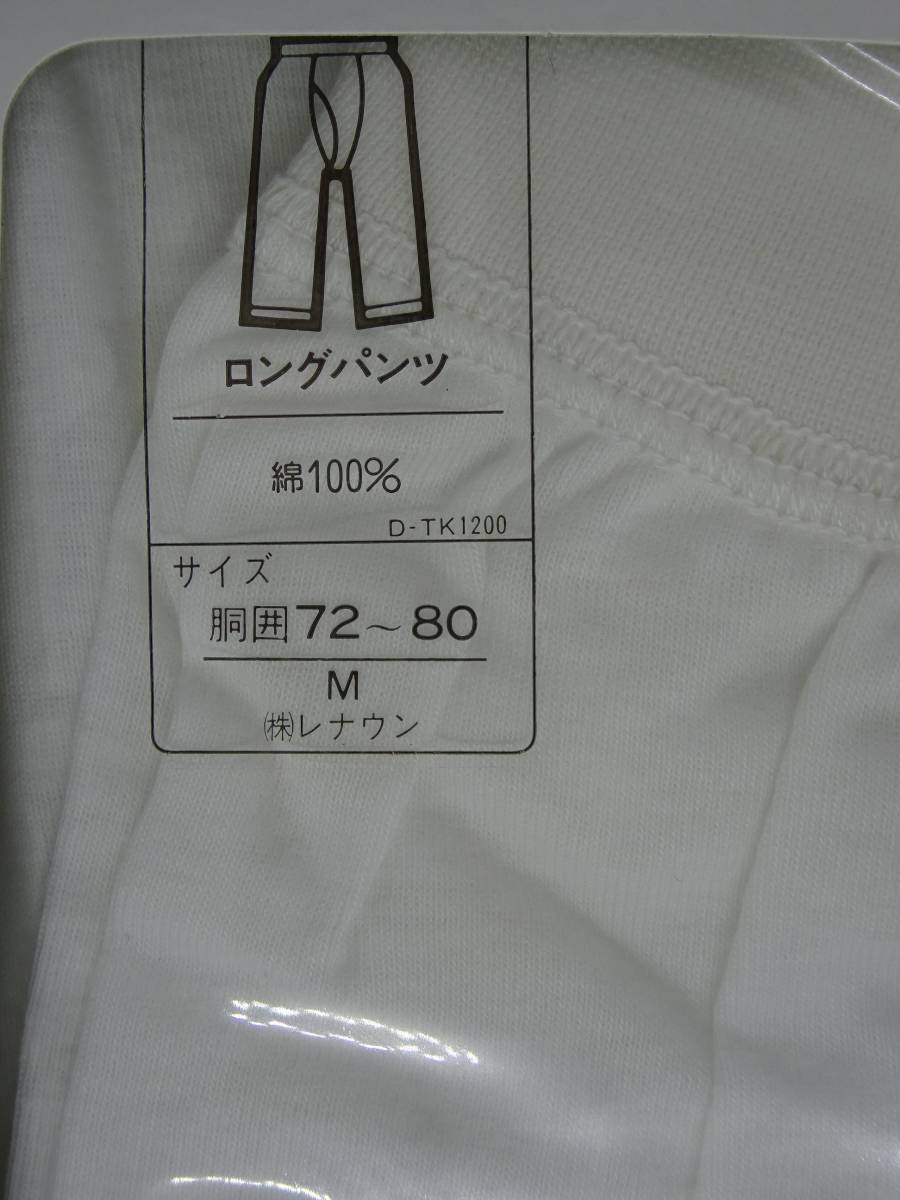 ロングパンツ
綿100%
D-TK1200
サイズ
胴囲72~80
M
㈱レナウン